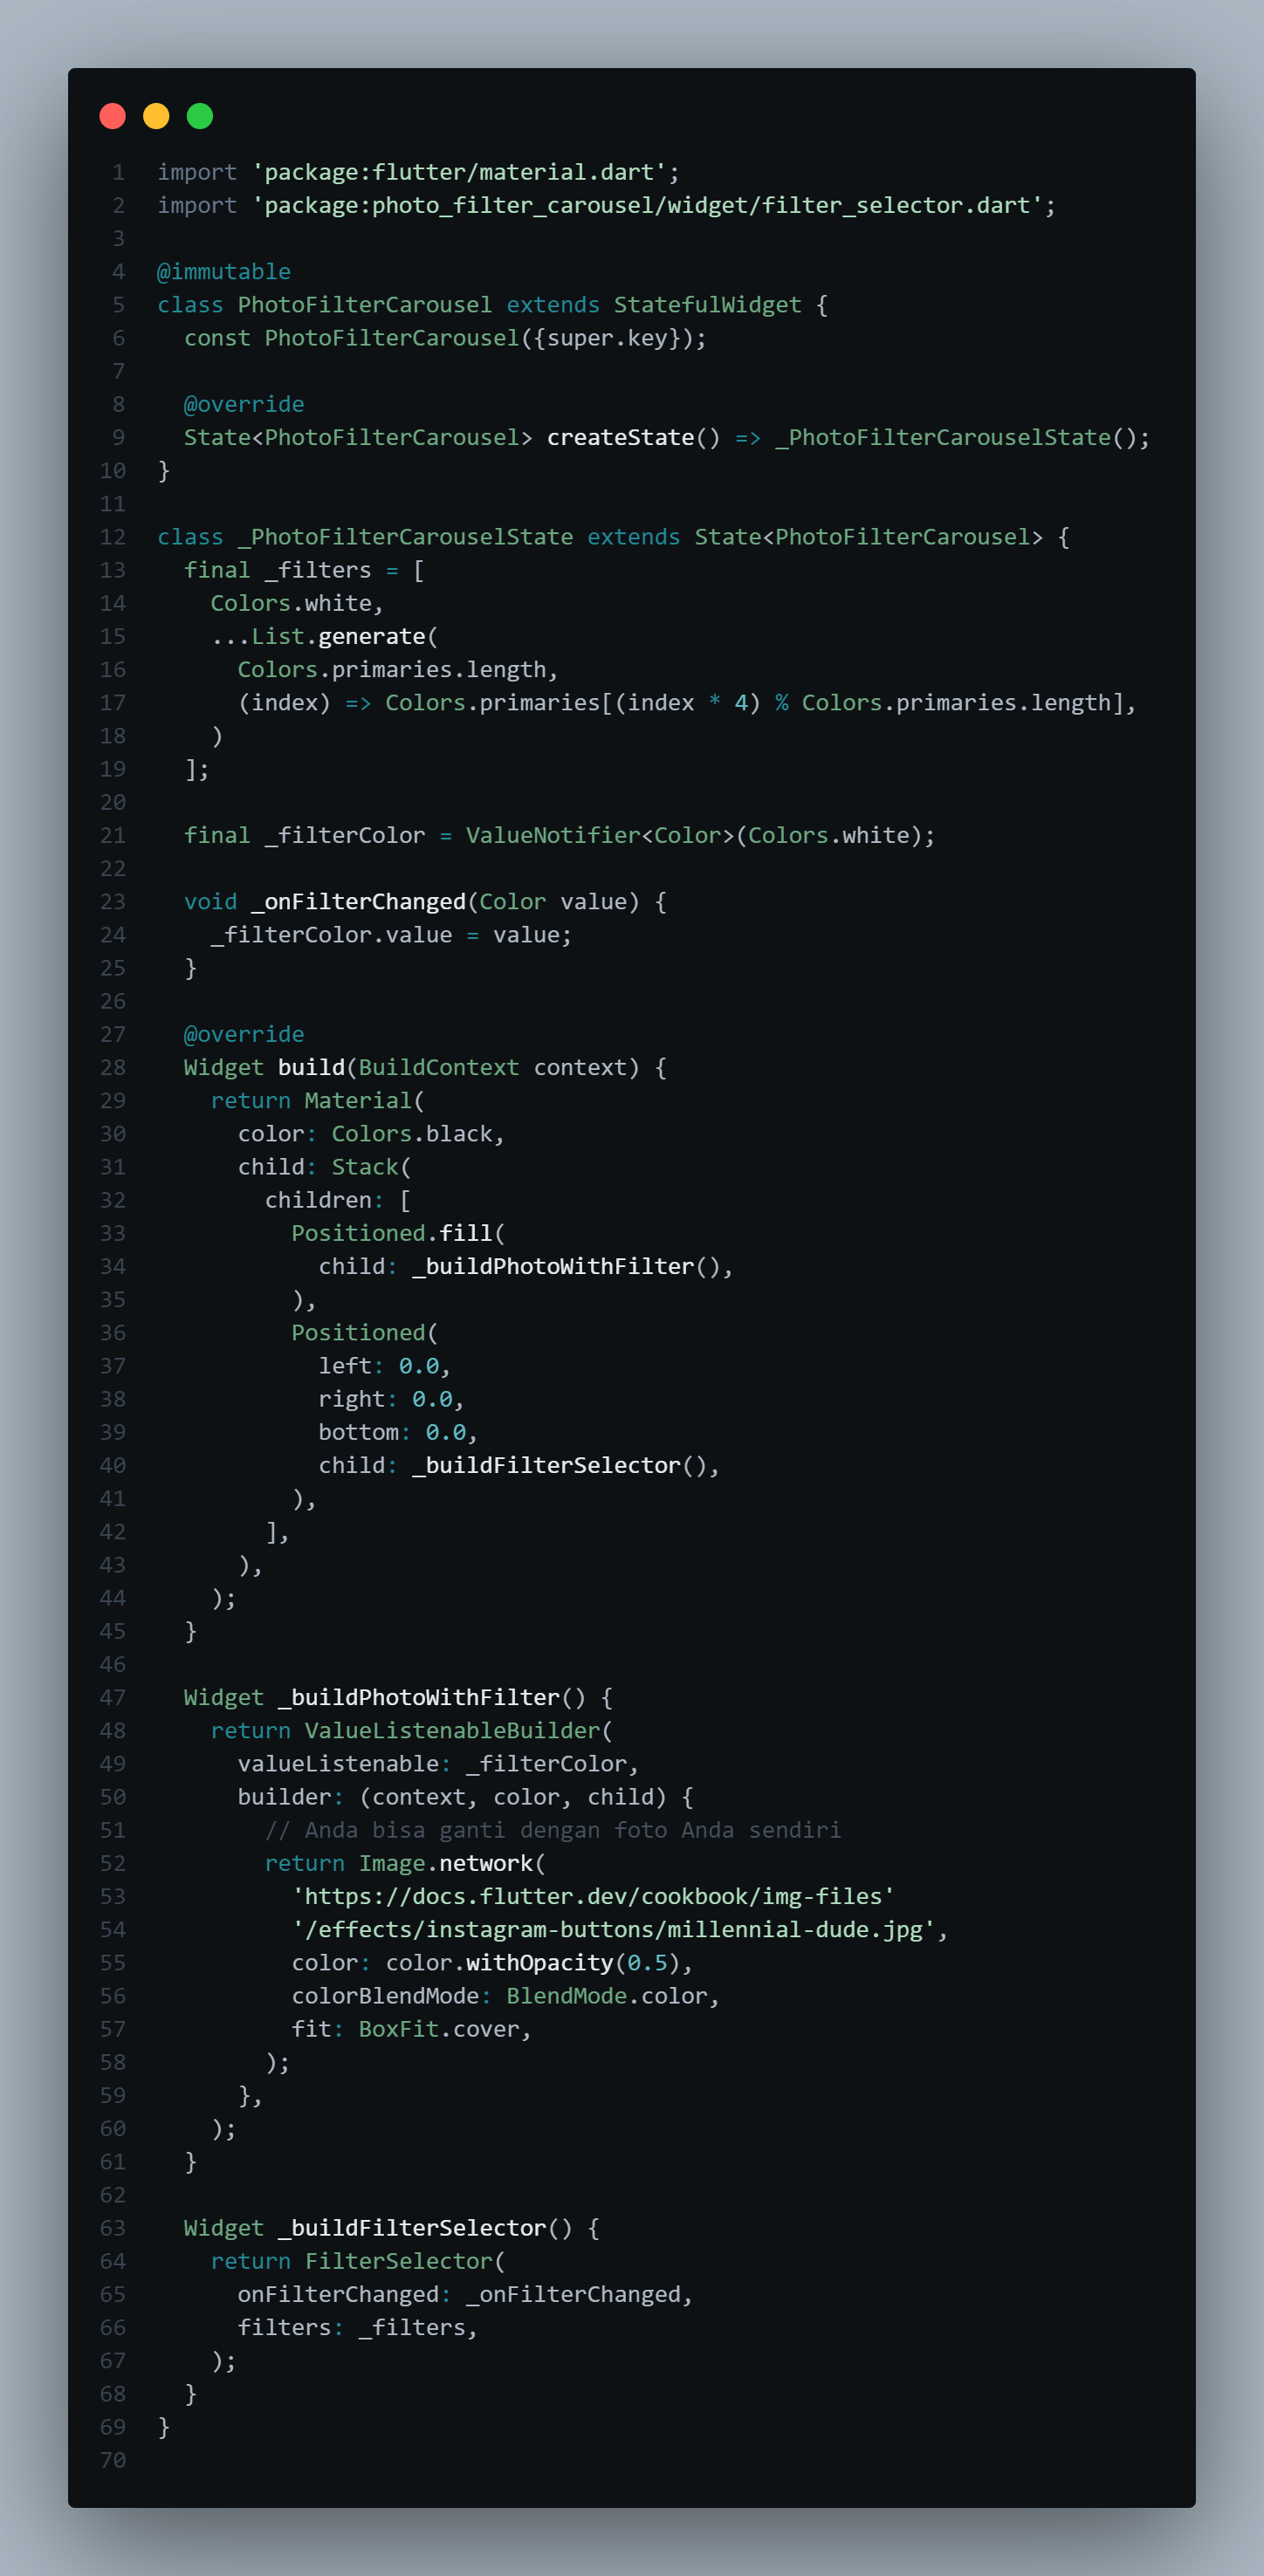 1 import 'package:flutter/material.dart';
2 import 'package:photo_filter_carousel/widget/filter_selector.dart';
3
4 @immutable
5 class PhotoFilterCarousel extends StatefulWidget {
6   const PhotoFilterCarousel({super.key});
7
8   @override
9   State<PhotoFilterCarousel> createState() => _PhotoFilterCarouselState();
10 }
11
12 class _PhotoFilterCarouselState extends State<PhotoFilterCarousel> {
13   final _filters = [
14     Colors.white,
15     ...List.generate(
16       Colors.primaries.length,
17       (index) => Colors.primaries[(index * 4) % Colors.primaries.length],
18     )
19   ];
20
21   final _filterColor = ValueNotifier<Color>(Colors.white);
22
23   void _onFilterChanged(Color value) {
24     _filterColor.value = value;
25   }
26
27   @override
28   Widget build(BuildContext context) {
29     return Material(
30       color: Colors.black,
31       child: Stack(
32         children: [
33           Positioned.fill(
34             child: _buildPhotoWithFilter(),
35           ),
36           Positioned(
37             left: 0.0,
38             right: 0.0,
39             bottom: 0.0,
40             child: _buildFilterSelector(),
41           ),
42         ],
43       ),
44     );
45   }
46
47   Widget _buildPhotoWithFilter() {
48     return ValueListenableBuilder(
49       valueListenable: _filterColor,
50       builder: (context, color, child) {
51         // Anda bisa ganti dengan foto Anda sendiri
52         return Image.network(
53           'https://docs.flutter.dev/cookbook/img-files'
54           '/effects/instagram-buttons/millennial-dude.jpg',
55           color: color.withOpacity(0.5),
56           colorBlendMode: BlendMode.color,
57           fit: BoxFit.cover,
58         );
59       },
60     );
61   }
62
63   Widget _buildFilterSelector() {
64     return FilterSelector(
65       onFilterChanged: _onFilterChanged,
66       filters: _filters,
67     );
68   }
69 }
70